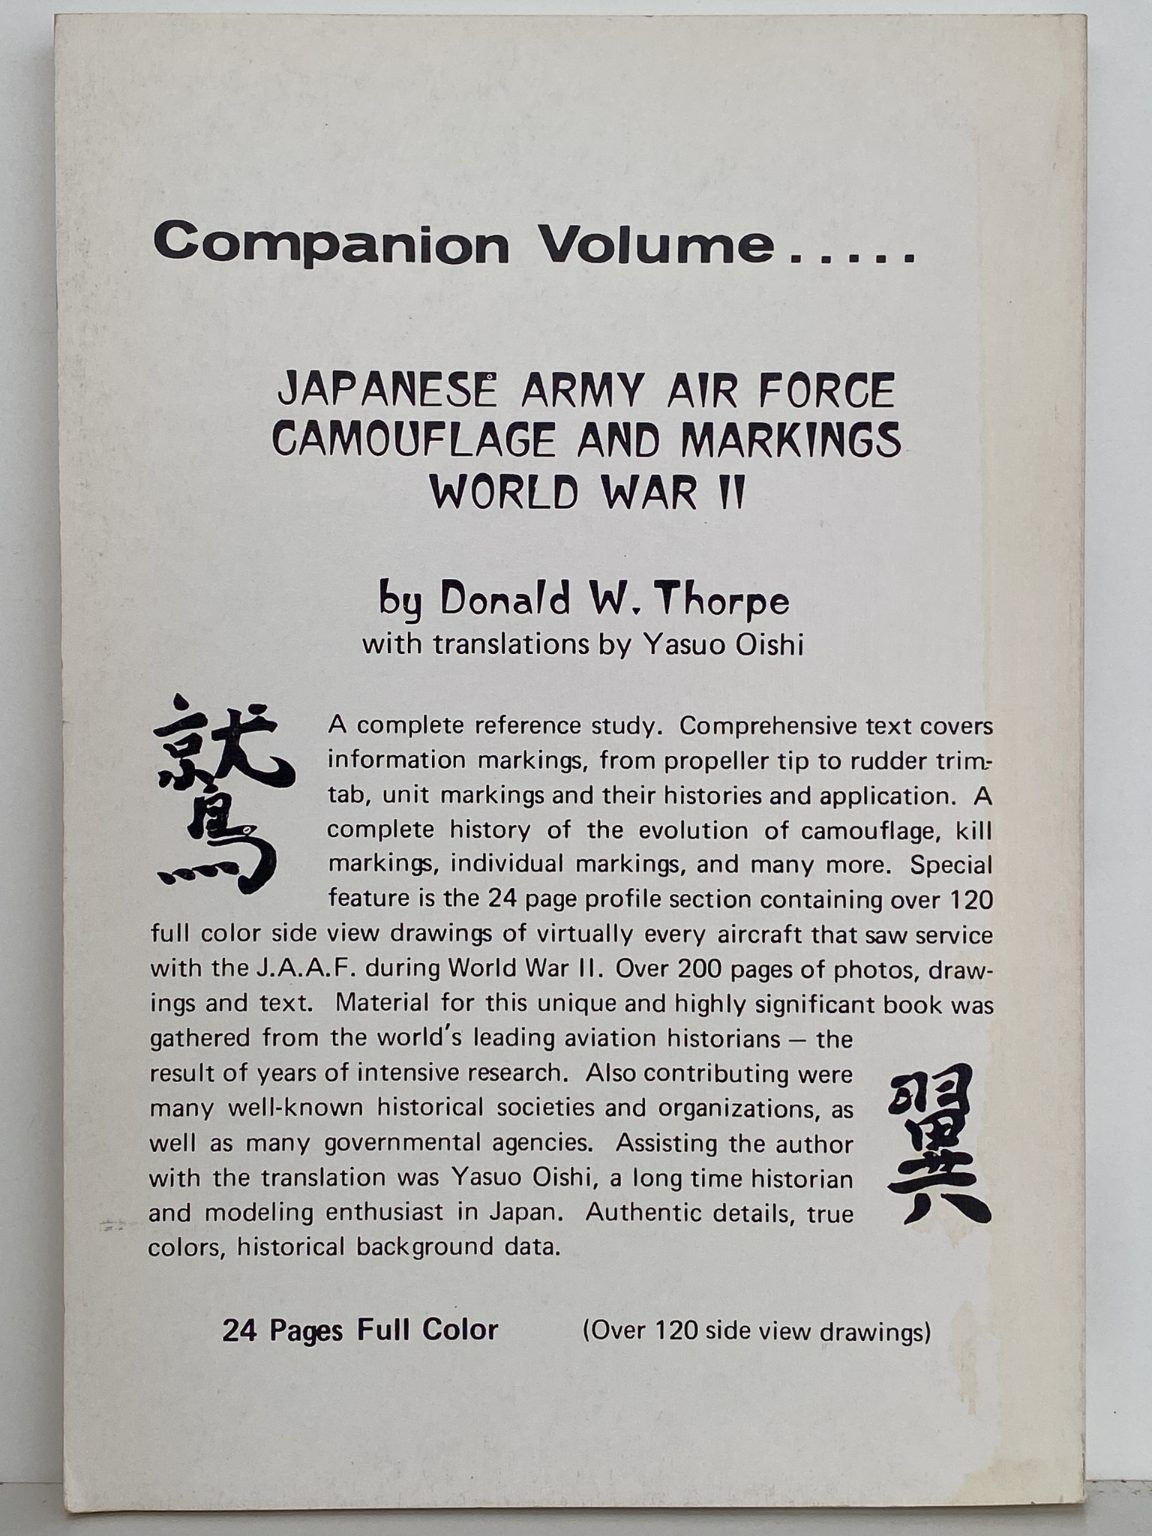 Companion Volume.....
JAPANESE ARMY AIR FORCE
CAMOUFLAGE AND MARKINGS
WORLD WAR II
by Donald W. Thorpe
with translations by Yasuo Oishi
鷲
A complete reference study. Comprehensive text covers
information markings, from propeller tip to rudder trim-
tab, unit markings and their histories and application. A
complete history of the evolution of camouflage, kill
markings, individual markings, and many more. Special
feature is the 24 page profile section containing over 120
full color side view drawings of virtually every aircraft that saw service
with the J.A.A.F. during World War II. Over 200 pages of photos, draw-
ings and text. Material for this unique and highly significant book was
gathered from the world's leading aviation historians — the
result of years of intensive research. Also contributing were
many well-known historical societies and organizations, as
well as many governmental agencies. Assisting the author
with the translation was Yasuo Oishi, a long time historian
and modeling enthusiast in Japan. Authentic details, true
colors, historical background data.
翼
24 Pages Full Color (Over 120 side view drawings)